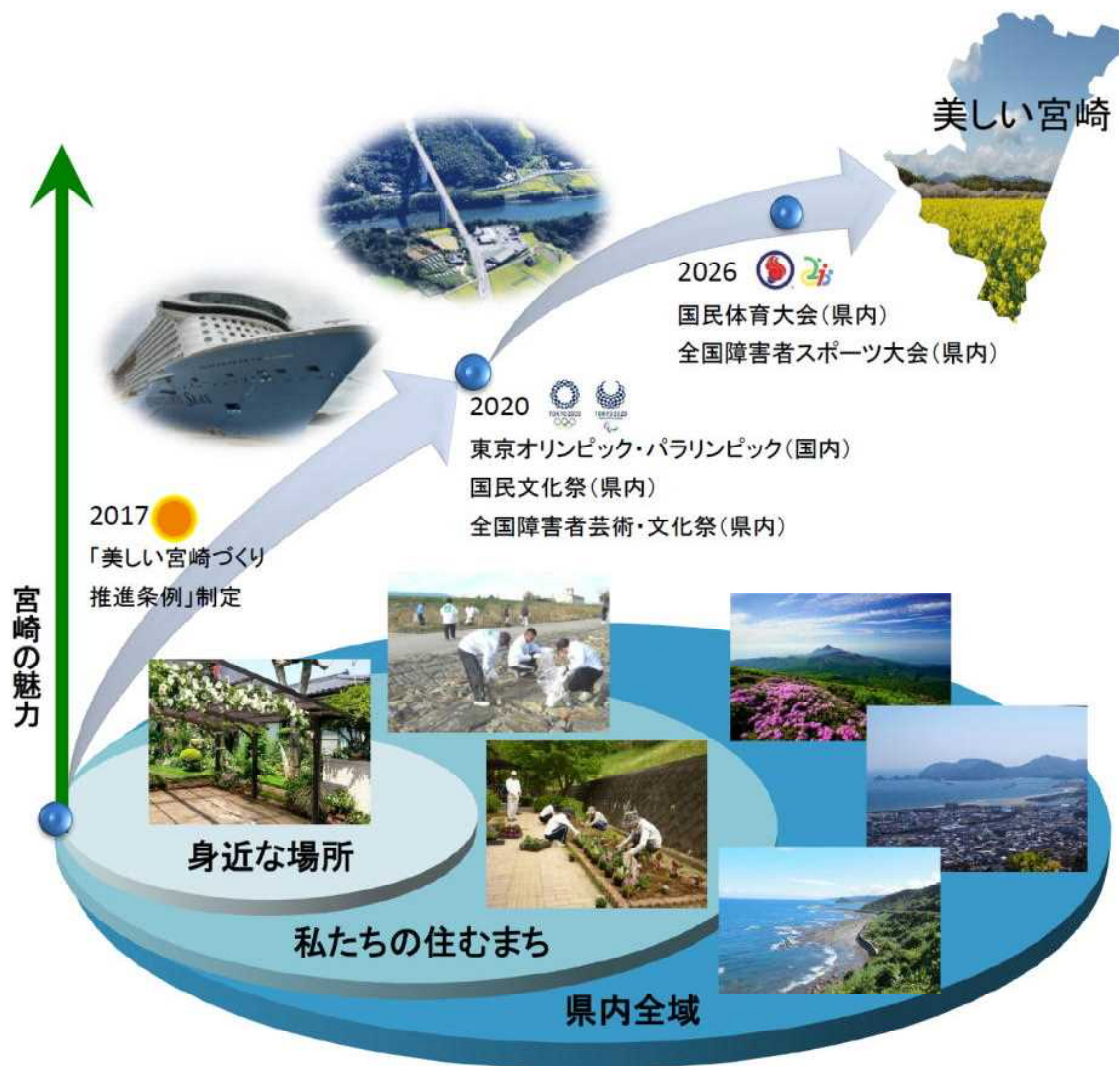 美しい宮崎
2026
国民体育大会(県内)
全国障害者スポーツ大会(県内)
2020
TOKYO 2020
東京オリンピック・パラリンピック(国内)
国民文化祭(県内)
全国障害者芸術・文化祭(県内)
2017
「美しい宮崎づくり
推進条例」制定
宮崎の魅力
身近な場所
私たちの住むまち
県内全域